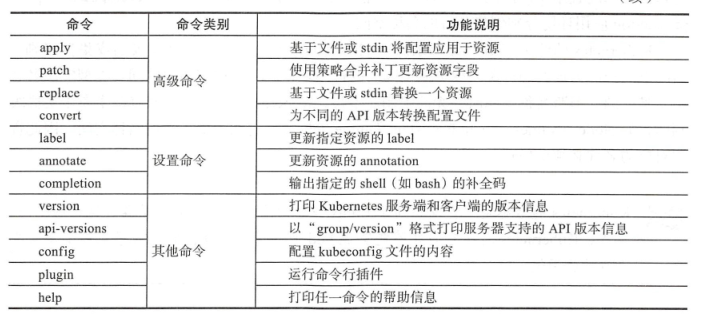 命令 命令类别 功能说明
apply 基于文件或 stdin 将配置应用于资源
patch 使用策略合并补丁更新资源字段
高级命令
replace 基于文件或 stdin 替换一个资源
convert 为不同的 API 版本转换配置文件
label 更新指定资源的 label
annotate 设置命令 更新资源的 annotation
completion 输出指定的 shell（如 bash）的补全码
version 打印 Kubernetes 服务端和客户端的版本信息
api-versions 以“group/version”格式打印服务器支持的 API 版本信息
config 其他命令 配置 kubeconfig 文件的内容
plugin 运行命令行插件
help 打印任一命令的帮助信息